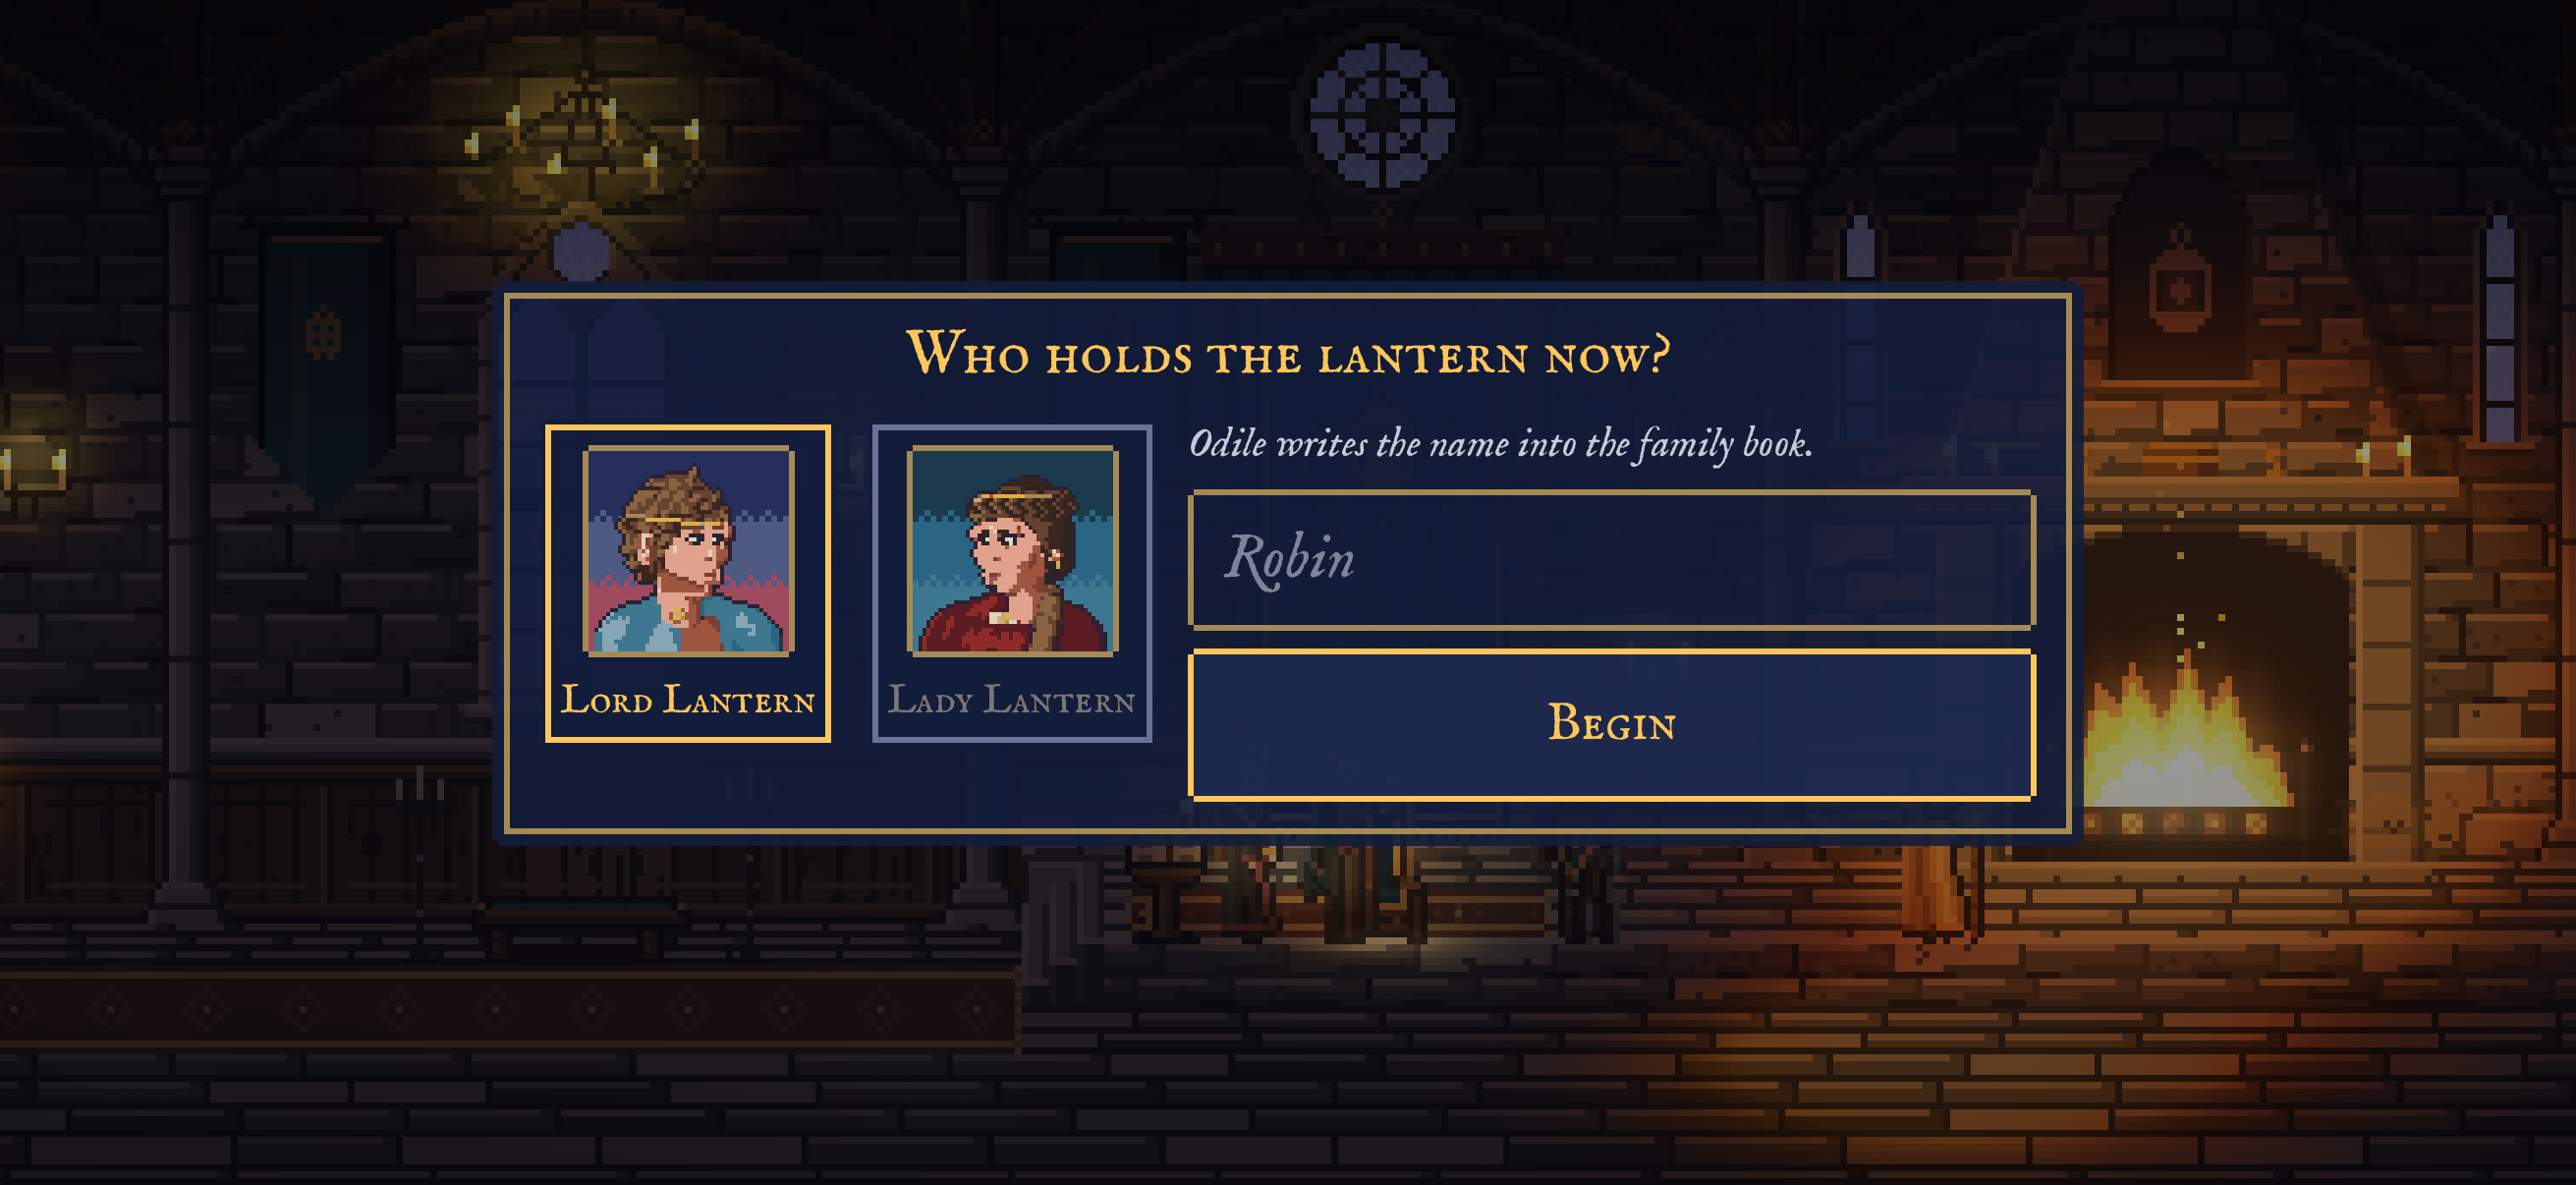 Who holds the lantern now?
Odile writes the name into the family book.
Robin
Lord Lantern
Lady Lantern
Begin